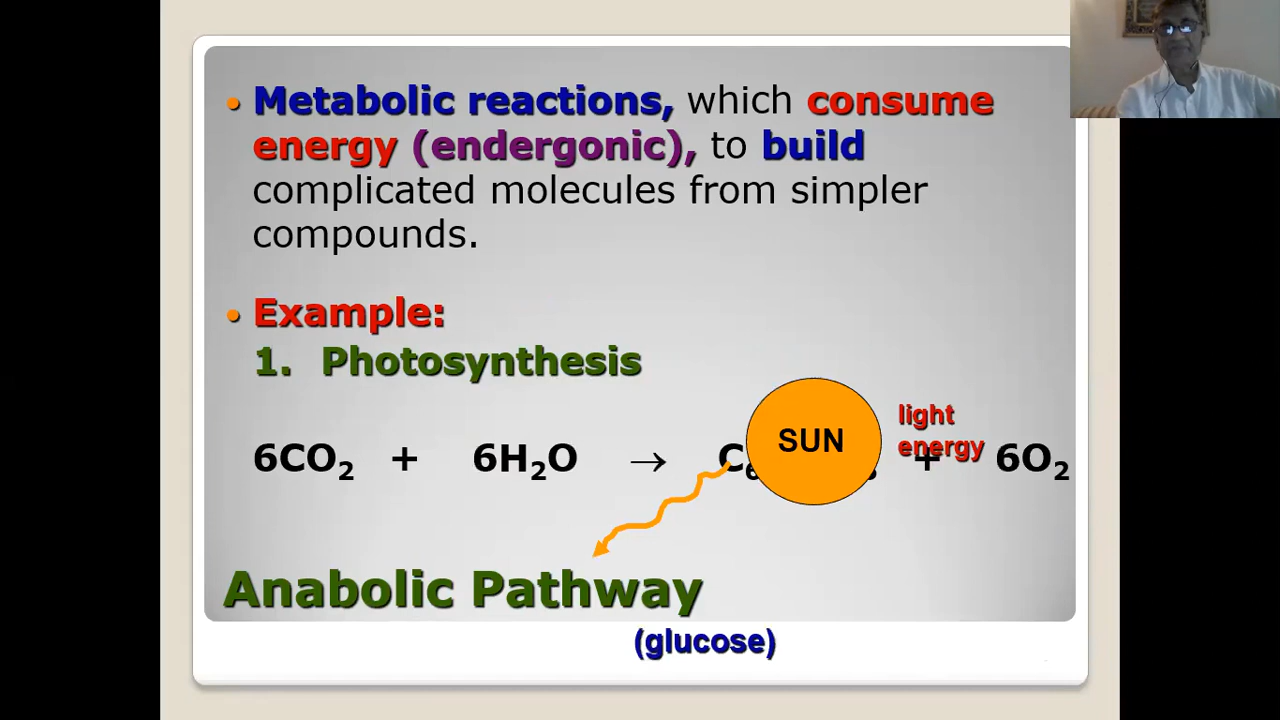 • Metabolic reactions, which consume
energy (endergonic), to build
complicated molecules from simpler
compounds.
• Example:
1. Photosynthesis
light
energy
SUN
6CO₂ + 6H₂O → C₆ + 6O₂
Anabolic Pathway
(glucose)